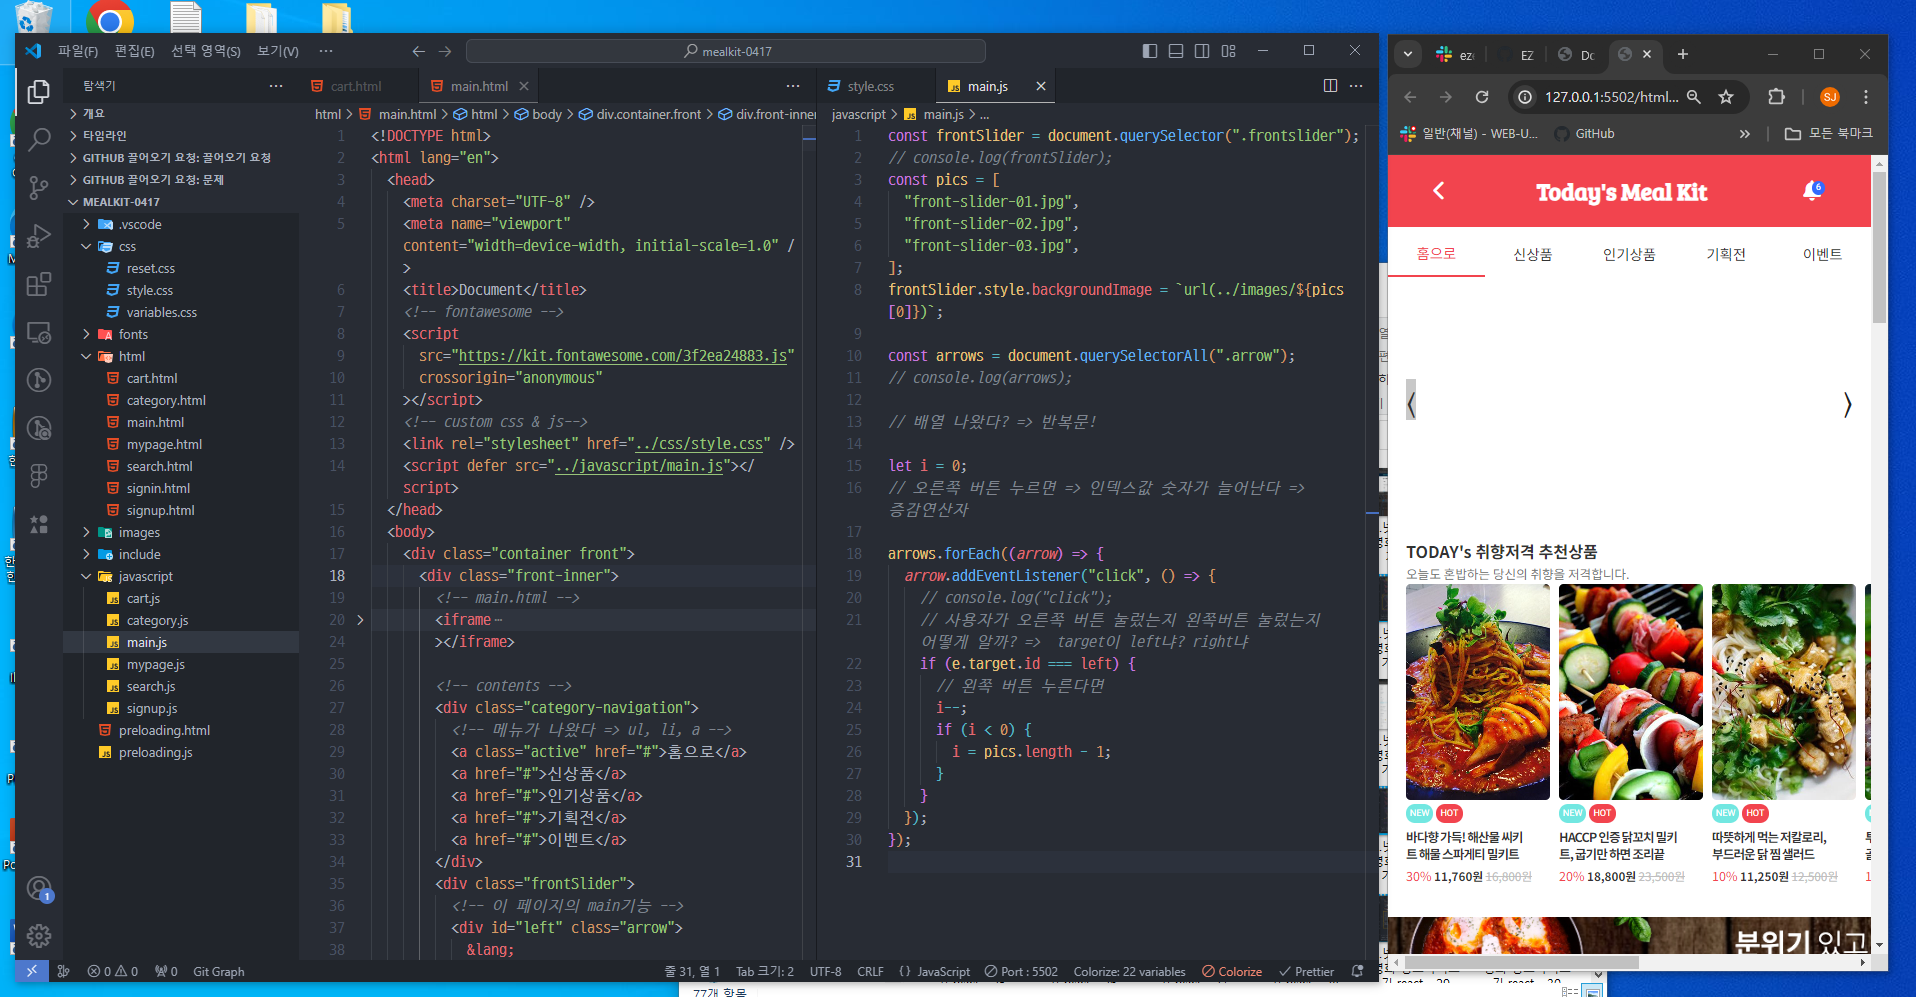 파일(F) 편집(E) 선택 영역(S) 보기(V) ··· mealkit-0417
탐색기
개요
타임라인
GITHUB 끌어오기 요청: 끌어오기 요청
GITHUB 끌어오기 요청: 문제
MEALKIT-0417
.vscode
css
reset.css
style.css
variables.css
fonts
html
cart.html
category.html
main.html
mypage.html
search.html
signin.html
signup.html
images
include
javascript
cart.js
category.js
main.js
mypage.js
search.js
signup.js
preloading.html
preloading.js
cart.html main.html
html > main.html > html > body > div.container.front > div.front-inner
1 <!DOCTYPE html>
2 <html lang="en">
3 <head>
4 <meta charset="UTF-8" />
5 <meta name="viewport"
content="width=device-width, initial-scale=1.0" /
>
6 <title>Document</title>
7 <!-- fontawesome -->
8 <script
9 src="https://kit.fontawesome.com/3f2ea24883.js"
10 crossorigin="anonymous"
11 ></script>
12 <!-- custom css & js-->
13 <link rel="stylesheet" href="../css/style.css" />
14 <script defer src="../javascript/main.js"></
script>
15 </head>
16 <body>
17 <div class="container front">
18 <div class="front-inner">
19 <!-- main.html -->
20 <iframe ···
24 ></iframe>
25
26 <!-- contents -->
27 <div class="category-navigation">
28 <!-- 메뉴가 나왔다 => ul, li, a -->
29 <a class="active" href="#">홈으로</a>
30 <a href="#">신상품</a>
31 <a href="#">인기상품</a>
32 <a href="#">기획전</a>
33 <a href="#">이벤트</a>
34 </div>
35 <div class="frontSlider">
36 <!-- 이 페이지의 main기능 -->
37 <div id="left" class="arrow">
38 &lang;
style.css main.js
javascript > main.js > ...
1 const frontSlider = document.querySelector(".frontslider");
2 // console.log(frontSlider);
3 const pics = [
4 "front-slider-01.jpg",
5 "front-slider-02.jpg",
6 "front-slider-03.jpg",
7 ];
8 frontSlider.style.backgroundImage = `url(../images/${pics
[0]})`;
9
10 const arrows = document.querySelectorAll(".arrow");
11 // console.log(arrows);
12
13 // 배열 나왔다? => 반복문!
14
15 let i = 0;
16 // 오른쪽 버튼 누르면 => 인덱스값 숫자가 늘어난다 =>
증감연산자
17
18 arrows.forEach((arrow) => {
19 arrow.addEventListener("click", () => {
20 // console.log("click");
21 // 사용자가 오른쪽 버튼 눌렀는지 왼쪽버튼 눌렀는지
어떻게 알까? => target이 left냐? right냐
22 if (e.target.id === left) {
23 // 왼쪽 버튼 누른다면
24 i--;
25 if (i < 0) {
26 i = pics.length - 1;
27 }
28 }
29 });
30 });
31
1
0 0 0 Git Graph 줄 31, 열 1 Tab 크기: 2 UTF-8 CRLF {} JavaScript Port : 5502 Colorize: 22 variables Colorize Prettier
77개 항목
EZ
127.0.0.1:5502/html... SJ
일반(채널) - WEB-U... GitHub » 모든 북마크
Today's Meal Kit 6
홈으로 신상품 인기상품 기획전 이벤트
〈 〉
TODAY's 취향저격 추천상품
오늘도 혼밥하는 당신의 취향을 저격합니다.
NEW HOT NEW HOT NEW HOT
바다향 가득! 해산물 씨키 HACCP 인증 닭꼬치 밀키 따뜻하게 먹는 저칼로리,
트 해물 스파게티 밀키트 트, 굽기만 하면 조리끝 부드러운 닭 찜 샐러드
30% 11,760원 16,800원 20% 18,800원 23,500원 10% 11,250원 12,500원
분위기 있고